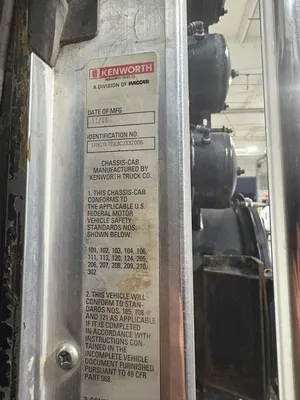 KENWORTH
A DIVISION OF PACCAR
DATE OF MFG
11/11
IDENTIFICATION NO.
CHASSIS-CAB
MANUFACTURED BY
KENWORTH TRUCK CO.
1. THIS CHASSIS-CAB
CONFORMS TO
THE APPLICABLE U.S.
FEDERAL MOTOR
VEHICLE SAFETY
STANDARDS NOS.
SHOWN BELOW.
101, 102, 103, 104, 106,
111, 113, 120, 124, 205,
206, 207, 208, 209, 210,
302
2. THIS VEHICLE WILL
CONFORM TO STAN-
DARDS NOS. 105, 108
AND 121 AS APPLICABLE
IF IT IS COMPLETED
IN ACCORDANCE WITH
INSTRUCTIONS CON-
TAINED IN THE
INCOMPLETE VEHICLE
DOCUMENT FURNISHED
PURSUANT TO 49 CFR
PART 568.